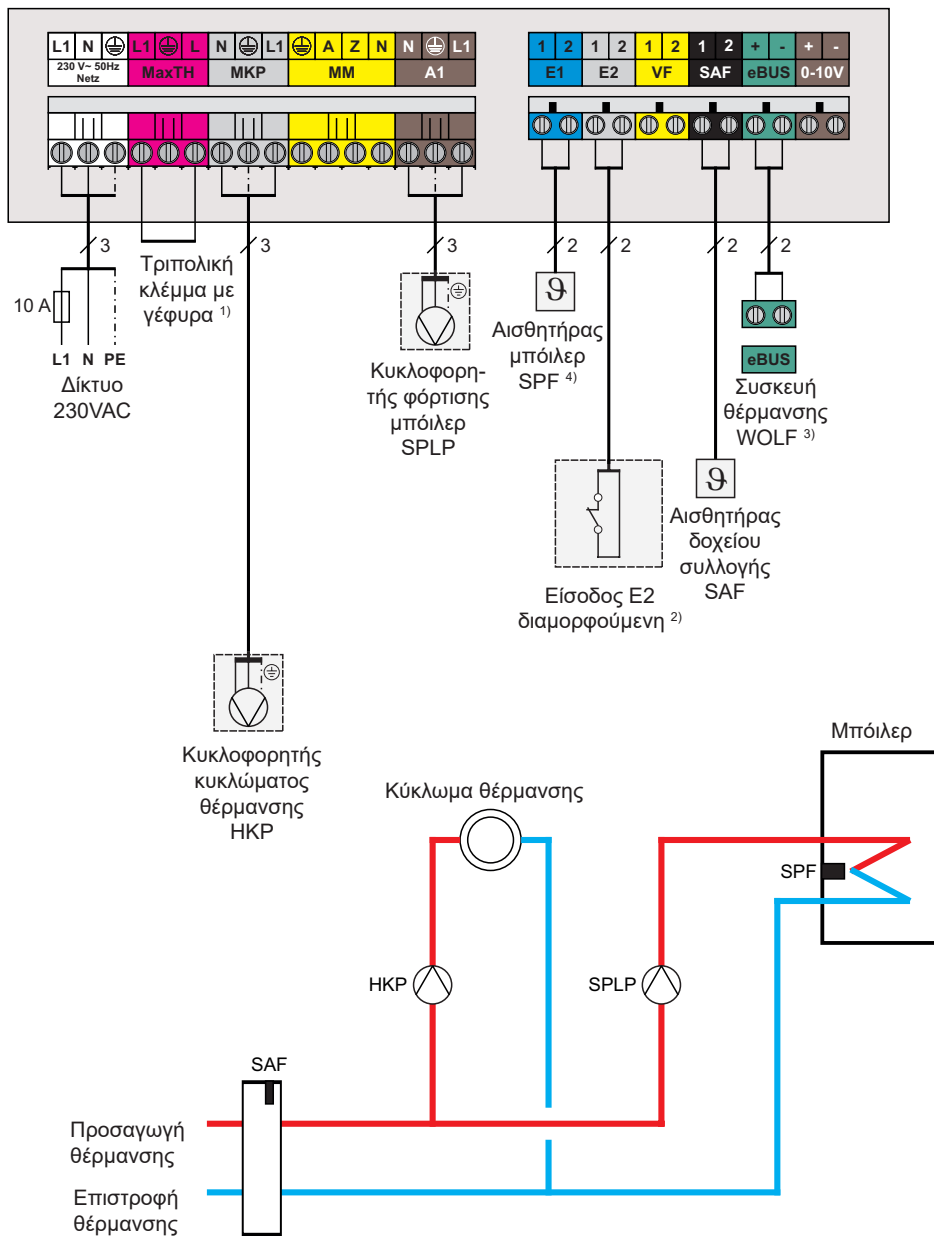 L1 N L1 L N L1 A Z N N L1 1 2 1 2 1 2 1 2 + - + -
230 V~ 50Hz
Netz
MaxTH MKP MM A1 E1 E2 VF SAF eBUS 0-10V
3 3 3 2 2 2 2
10 A
L1 N PE
Δίκτυο
230VAC
Τριπολική
κλέμμα με
γέφυρα 1)
Κυκλοφορη-
τής φόρτισης
μπόιλερ
SPLP
ϑ
Αισθητήρας
μπόιλερ
SPF 4)
eBUS
Συσκευή
θέρμανσης
WOLF 3)
ϑ
Αισθητήρας
δοχείου
συλλογής
SAF
Είσοδος E2
διαμορφούμενη 2)
Κυκλοφορητής
κυκλώματος
θέρμανσης
HKP
Μπόιλερ
Κύκλωμα θέρμανσης
SPF
HKP
SPLP
SAF
Προσαγωγή
θέρμανσης
Επιστροφή
θέρμανσης